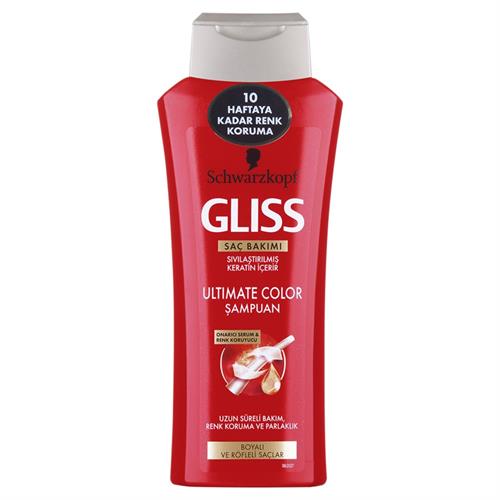 10
HAFTAYA
KADAR RENK
KORUMA
Schwarzkopf
GLISS
SAÇ BAKIMI
SIVILAŞTIRILMIŞ
KERATIN İÇERİR
ULTIMATE COLOR
ŞAMPUAN
ONARICI SERUM &
RENK KORUYUCU
UZUN SÜRELİ BAKIM,
RENK KORUMA VE PARLAKLIK
BOYALI
VE RÖFLELİ SAÇLAR